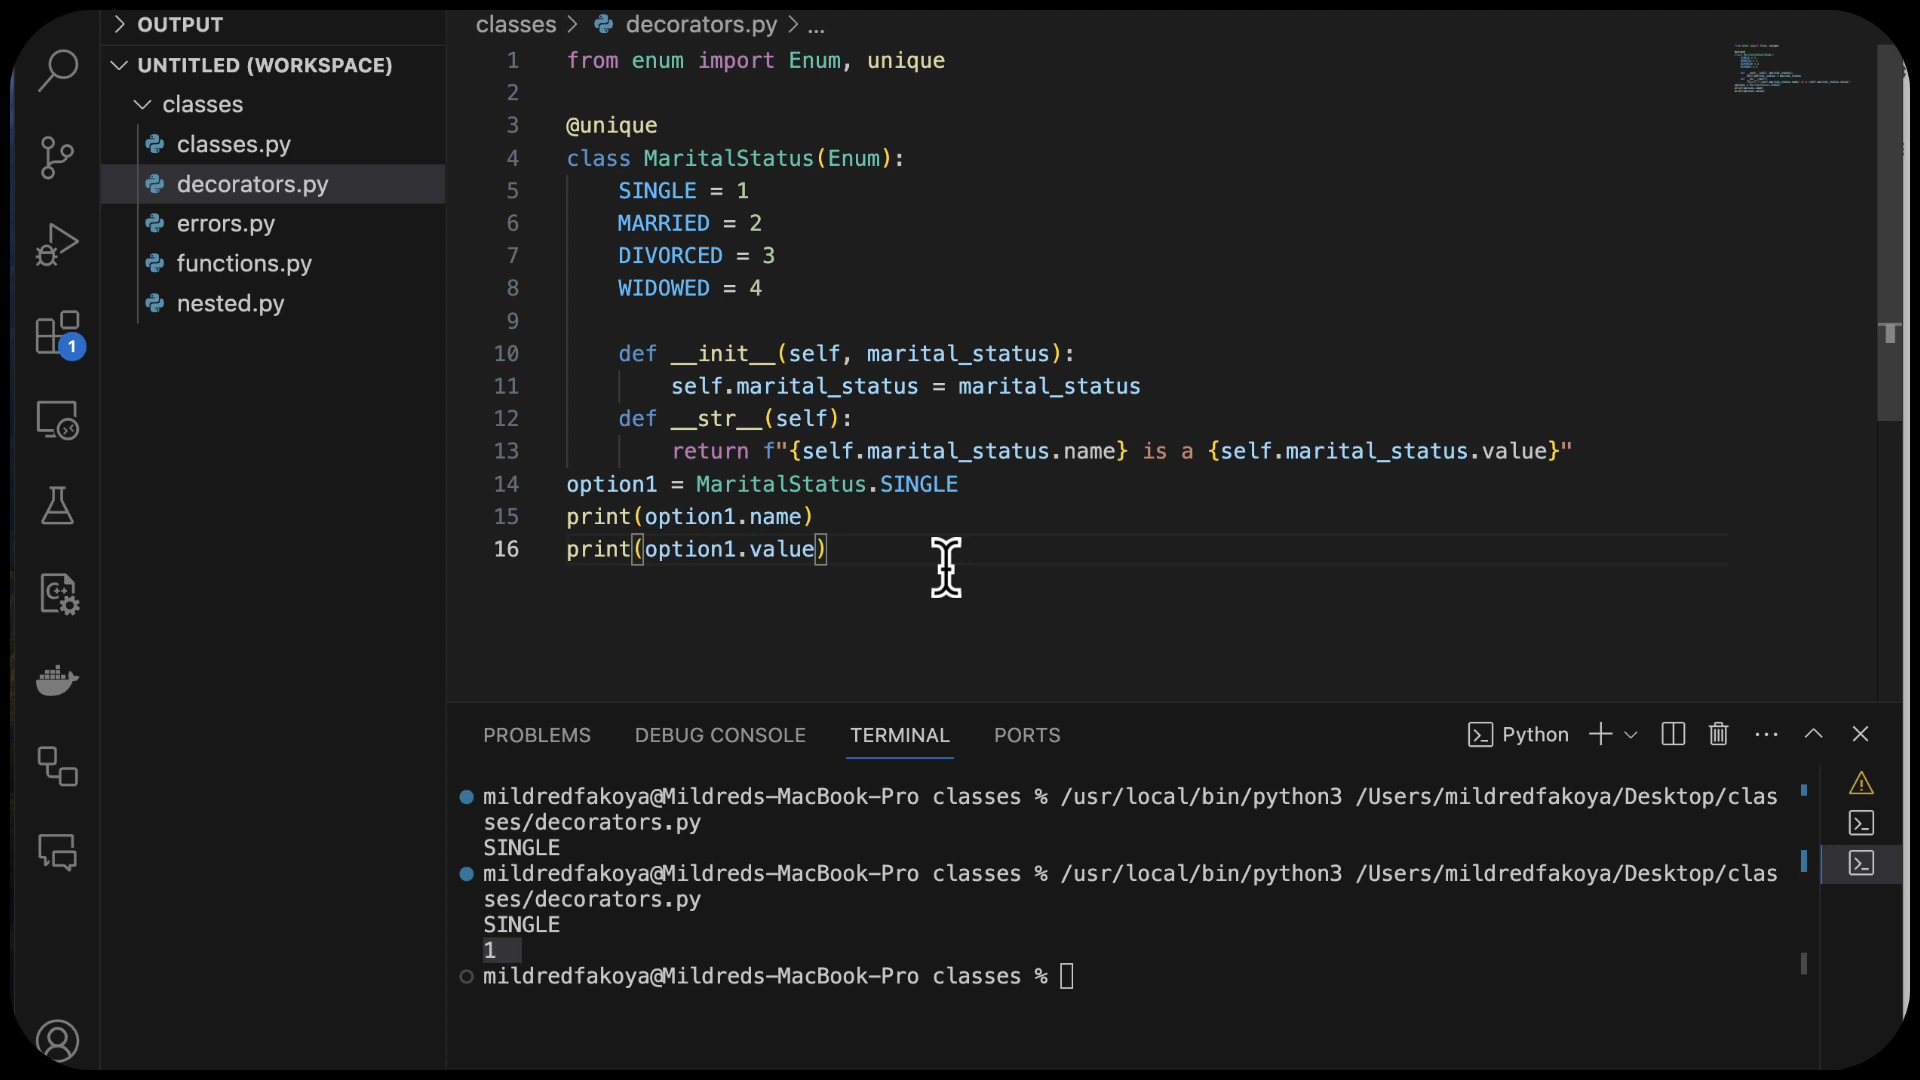 OUTPUT
UNTITLED (WORKSPACE)
classes
classes.py
decorators.py
errors.py
functions.py
nested.py
1
classes > decorators.py > ...
1 from enum import Enum, unique
2
3 @unique
4 class MaritalStatus(Enum):
5 SINGLE = 1
6 MARRIED = 2
7 DIVORCED = 3
8 WIDOWED = 4
9
10 def __init__(self, marital_status):
11 self.marital_status = marital_status
12 def __str__(self):
13 return f"{self.marital_status.name} is a {self.marital_status.value}"
14 option1 = MaritalStatus.SINGLE
15 print(option1.name)
16 print(option1.value)
PROBLEMS DEBUG CONSOLE TERMINAL PORTS Python
mildredfakoya@Mildreds-MacBook-Pro classes % /usr/local/bin/python3 /Users/mildredfakoya/Desktop/clas
ses/decorators.py
SINGLE
mildredfakoya@Mildreds-MacBook-Pro classes % /usr/local/bin/python3 /Users/mildredfakoya/Desktop/clas
ses/decorators.py
SINGLE
1
mildredfakoya@Mildreds-MacBook-Pro classes %